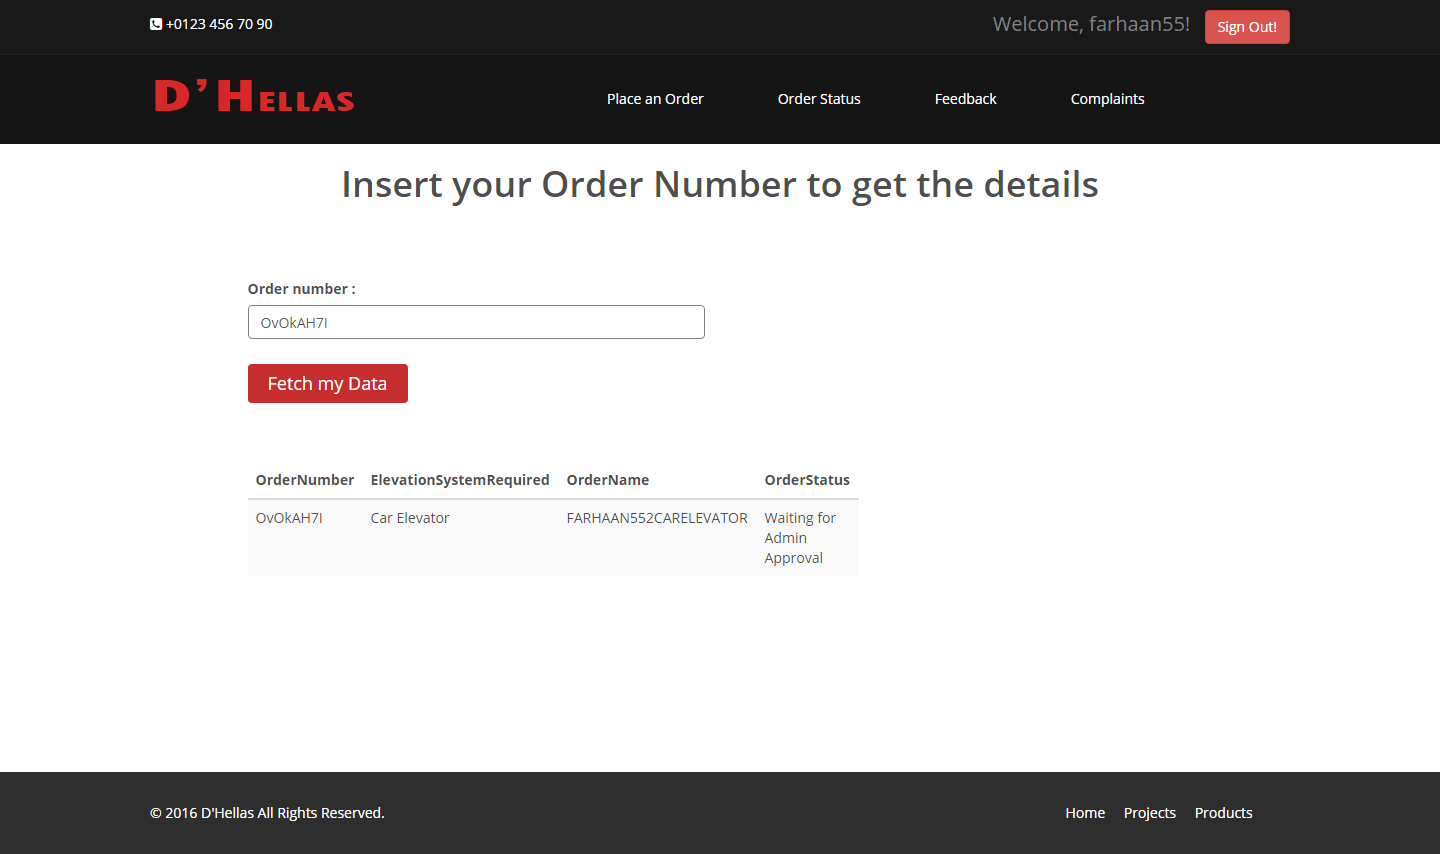 +0123 456 70 90
Welcome, farhaan55!
Sign Out!
D'HELLAS
Place an Order
Order Status
Feedback
Complaints
Insert your Order Number to get the details
Order number :
OvOkAH7I
Fetch my Data
OrderNumber ElevationSystemRequired OrderName OrderStatus
OvOkAH7I Car Elevator FARHAAN552CARELEVATOR Waiting for
Admin
Approval
© 2016 D'Hellas All Rights Reserved.
Home Projects Products